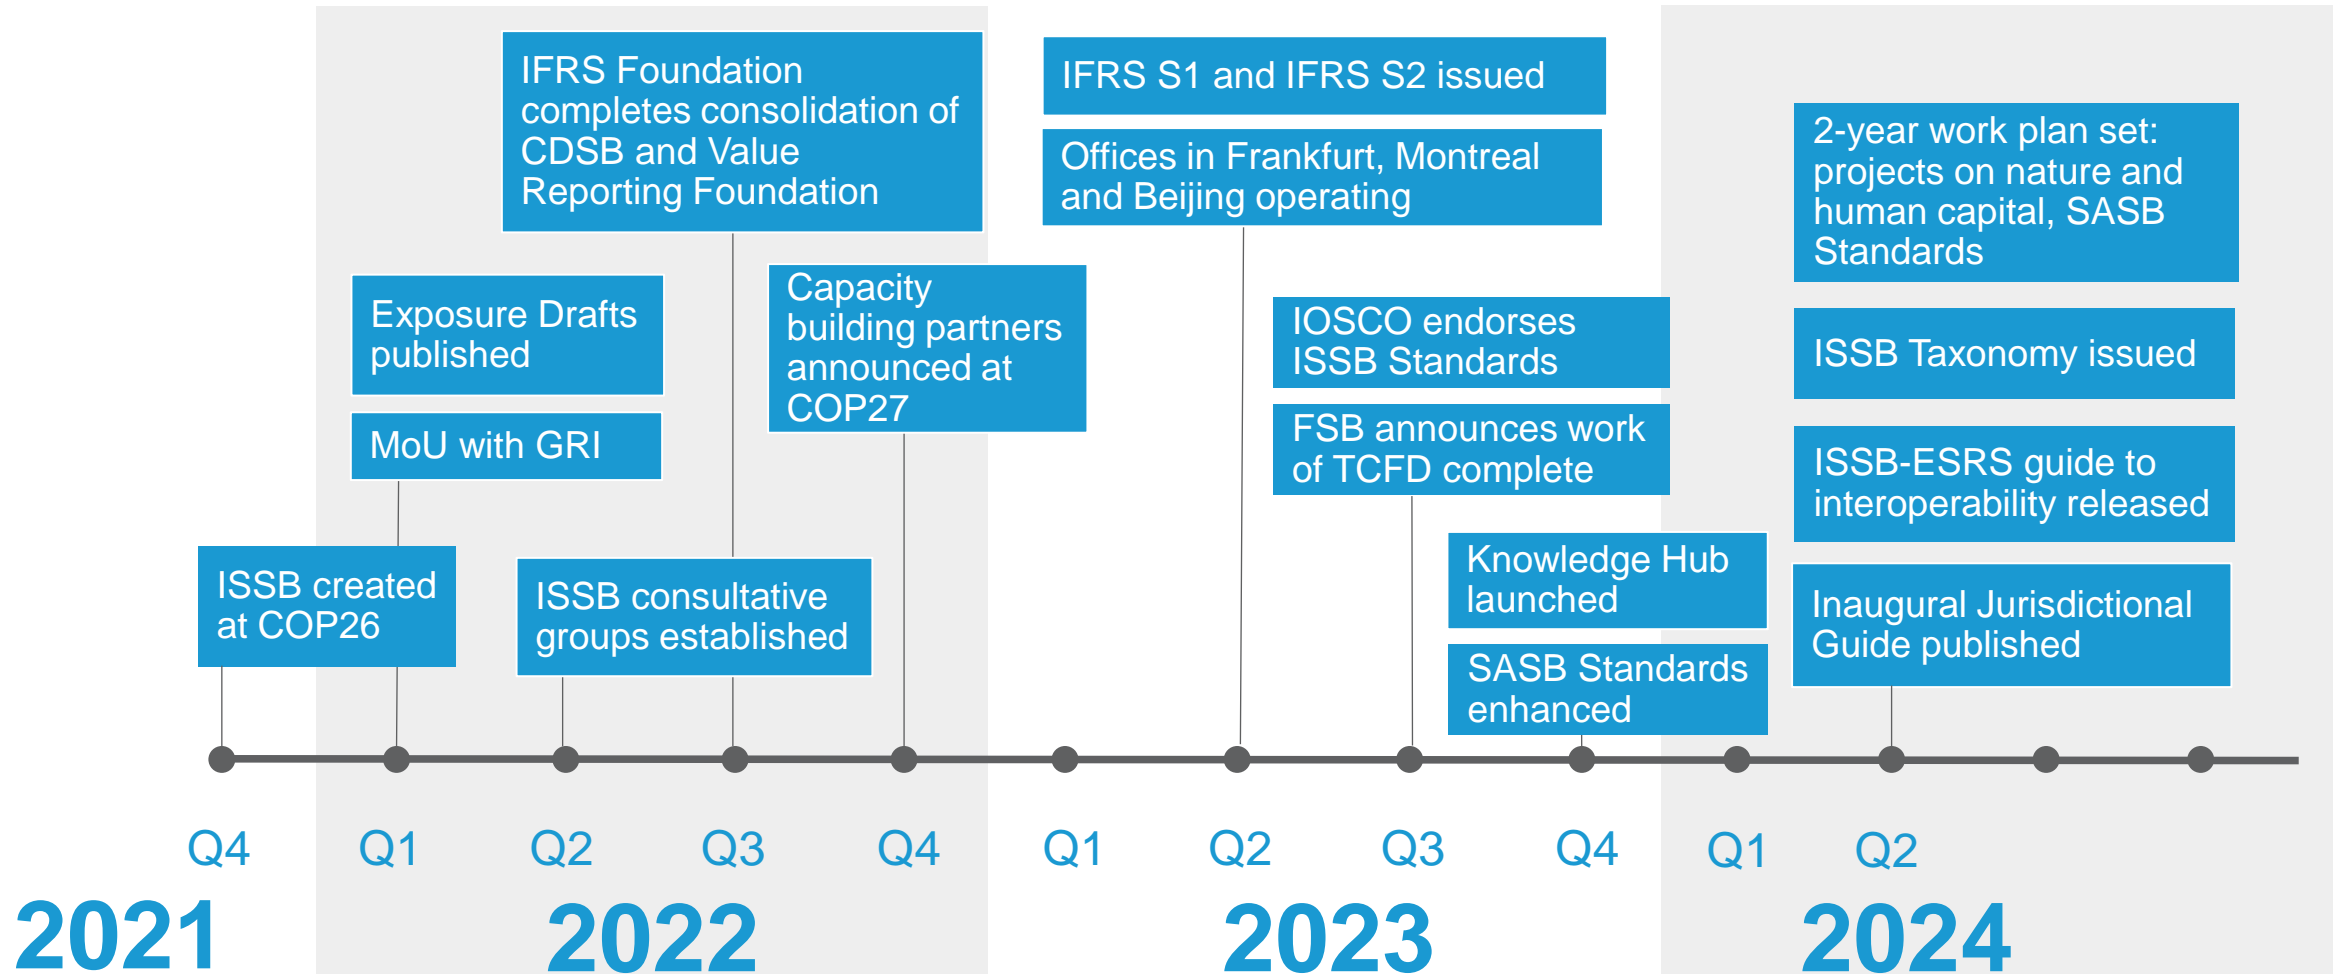 IFRS Foundation
completes consolidation of
CDSB and Value
Reporting Foundation
IFRS S1 and IFRS S2 issued
Offices in Frankfurt, Montreal
and Beijing operating
2-year work plan set:
projects on nature and
human capital, SASB
Standards
Exposure Drafts
published
MoU with GRI
Capacity
building partners
announced at
COP27
IOSCO endorses
ISSB Standards
FSB announces work
of TCFD complete
ISSB Taxonomy issued
ISSB-ESRS guide to
interoperability released
ISSB created
at COP26
ISSB consultative
groups established
Knowledge Hub
launched
SASB Standards
enhanced
Inaugural Jurisdictional
Guide published
Q4
Q1
Q2
Q3
Q4
Q1
Q2
Q3
Q4
Q1
Q2
2021
2022
2023
2024